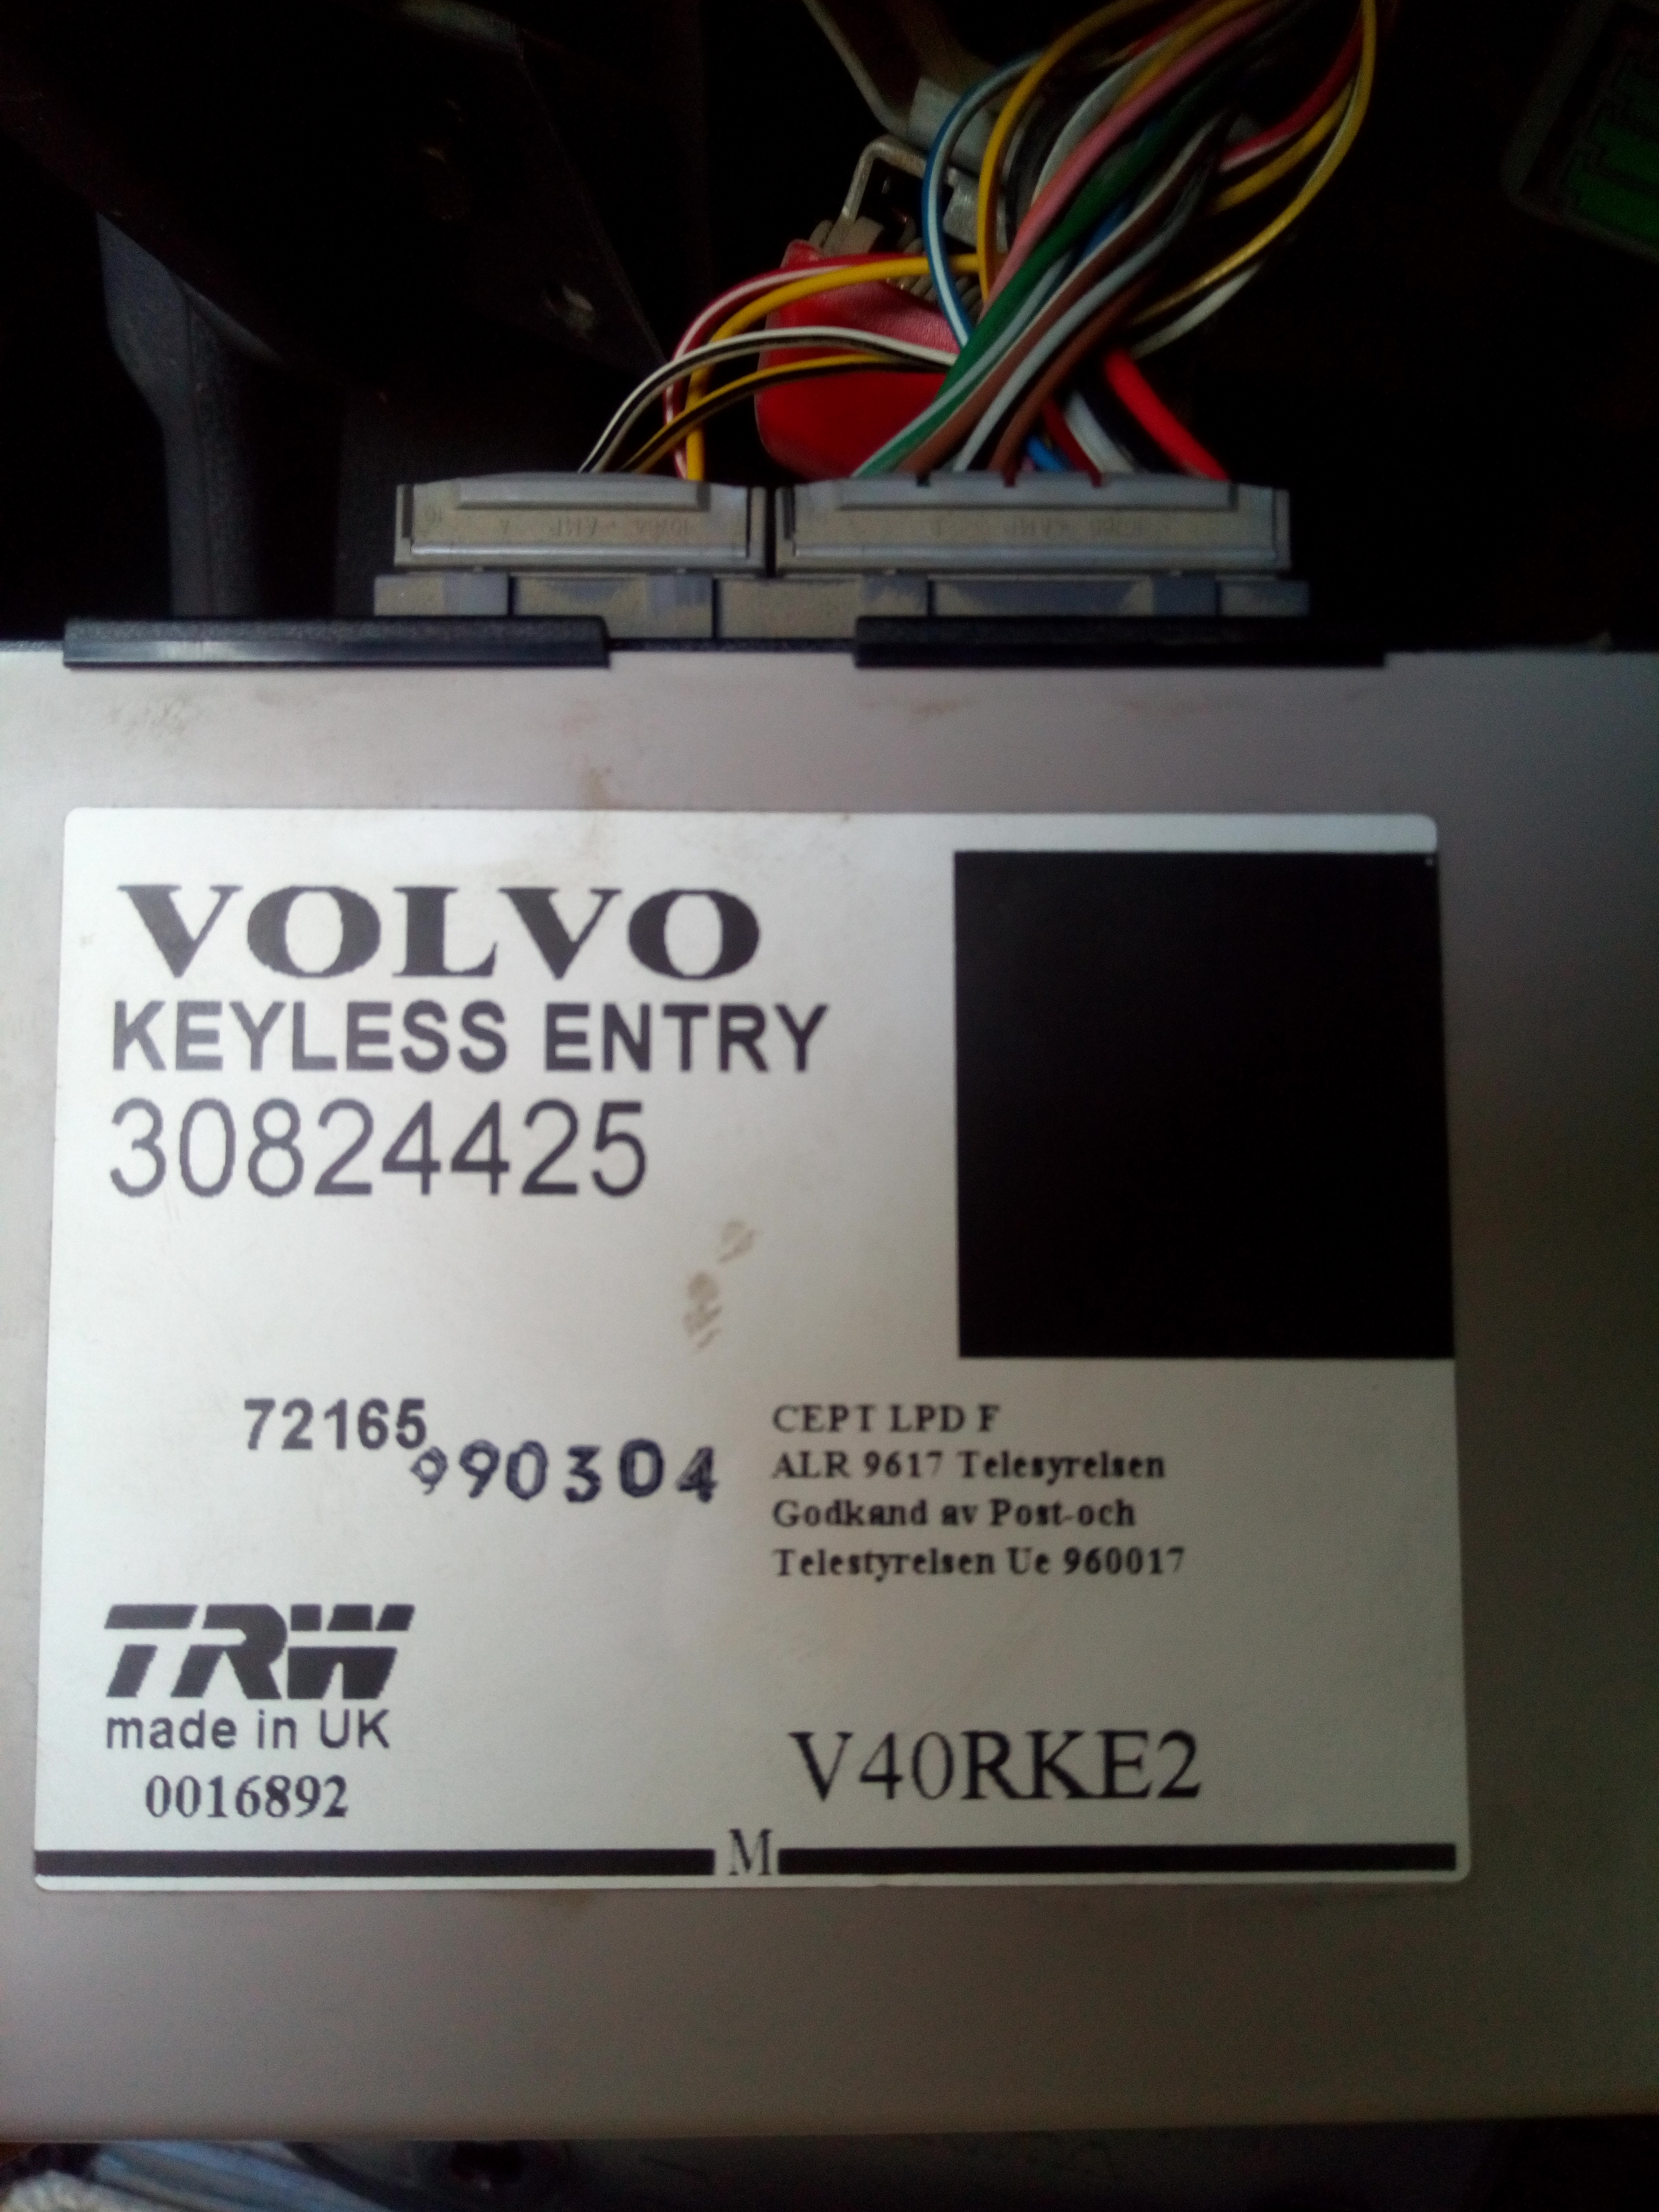 VOLVO
KEYLESS ENTRY
30824425
72165
990304
CEPT LPD F
ALR 9617 Telesyrelsen
Godkand av Post-och
Telestyrelsen Ue 960017
TRW
made in UK
0016892
V40RKE2
M